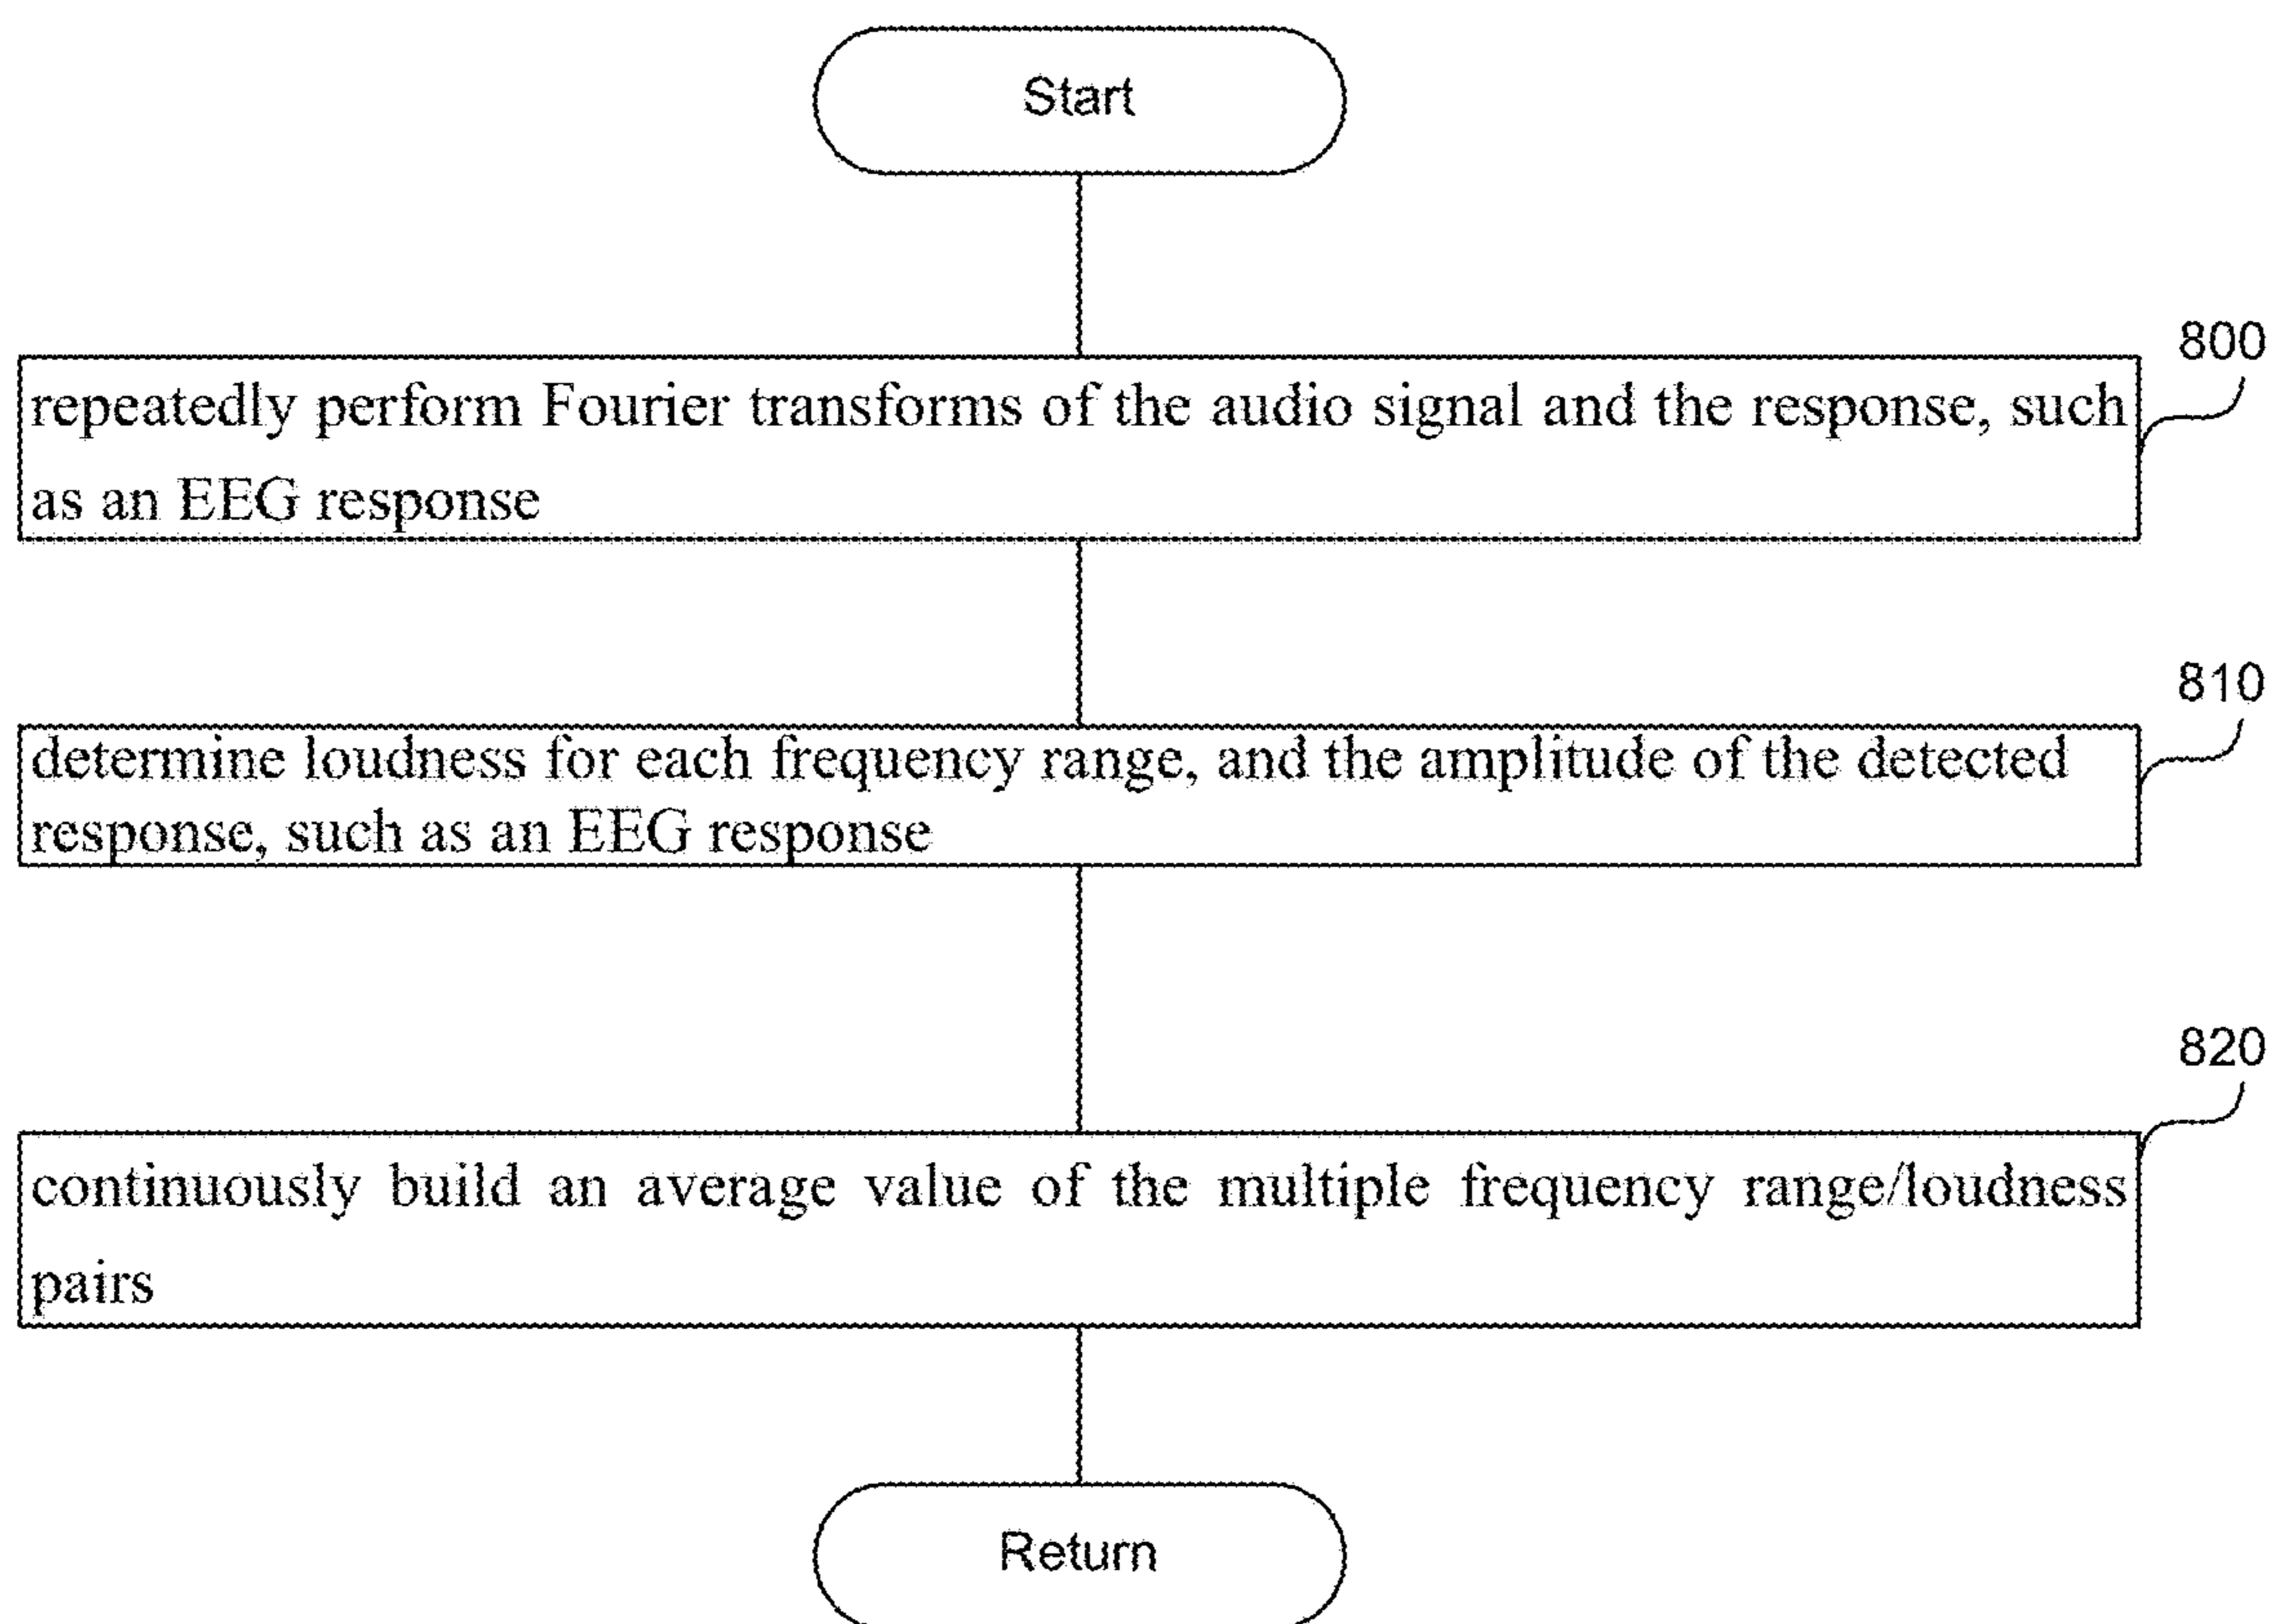 Start
800
repeatedly perform Fourier transforms of the audio signal and the response, such
as an EEG response
810
determine loudness for each frequency range, and the amplitude of the detected
response, such as an EEG response
820
continuously build an average value of the multiple frequency range/loudness
pairs
Return